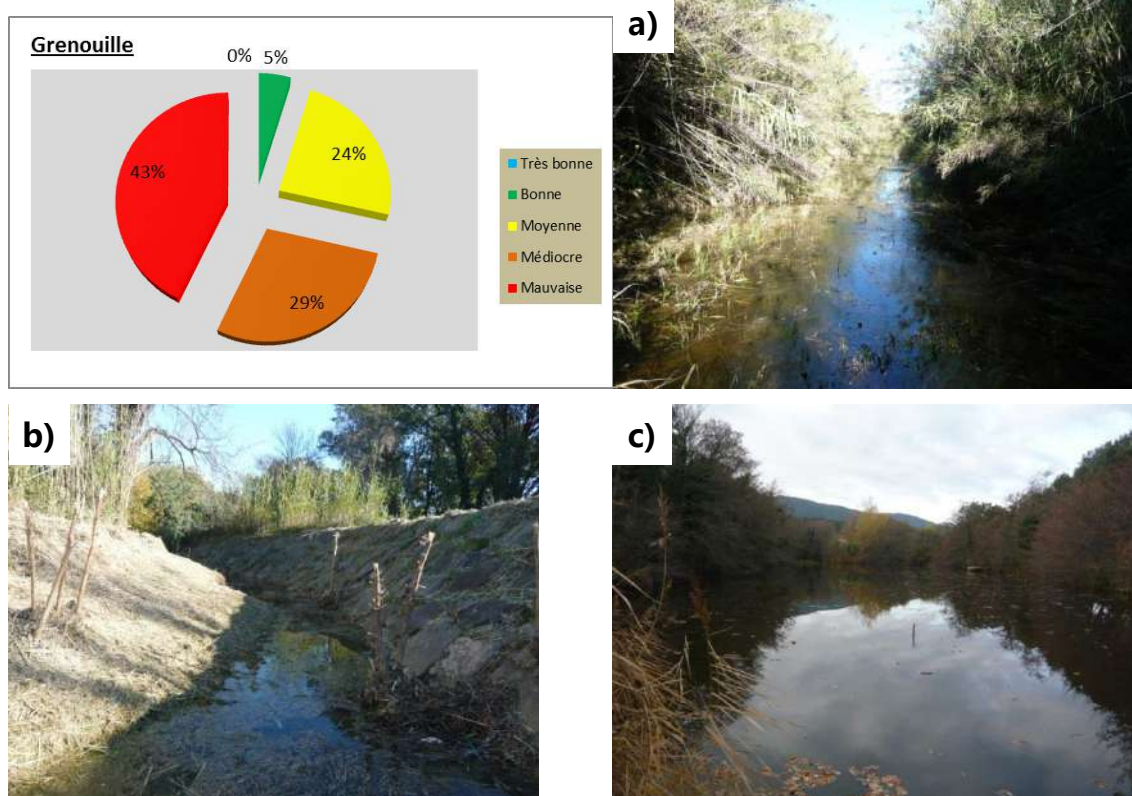 Grenouille
0% 5%
24%
43%
29%
Très bonne
Bonne
Moyenne
Médiocre
Mauvaise
a)
b)
c)